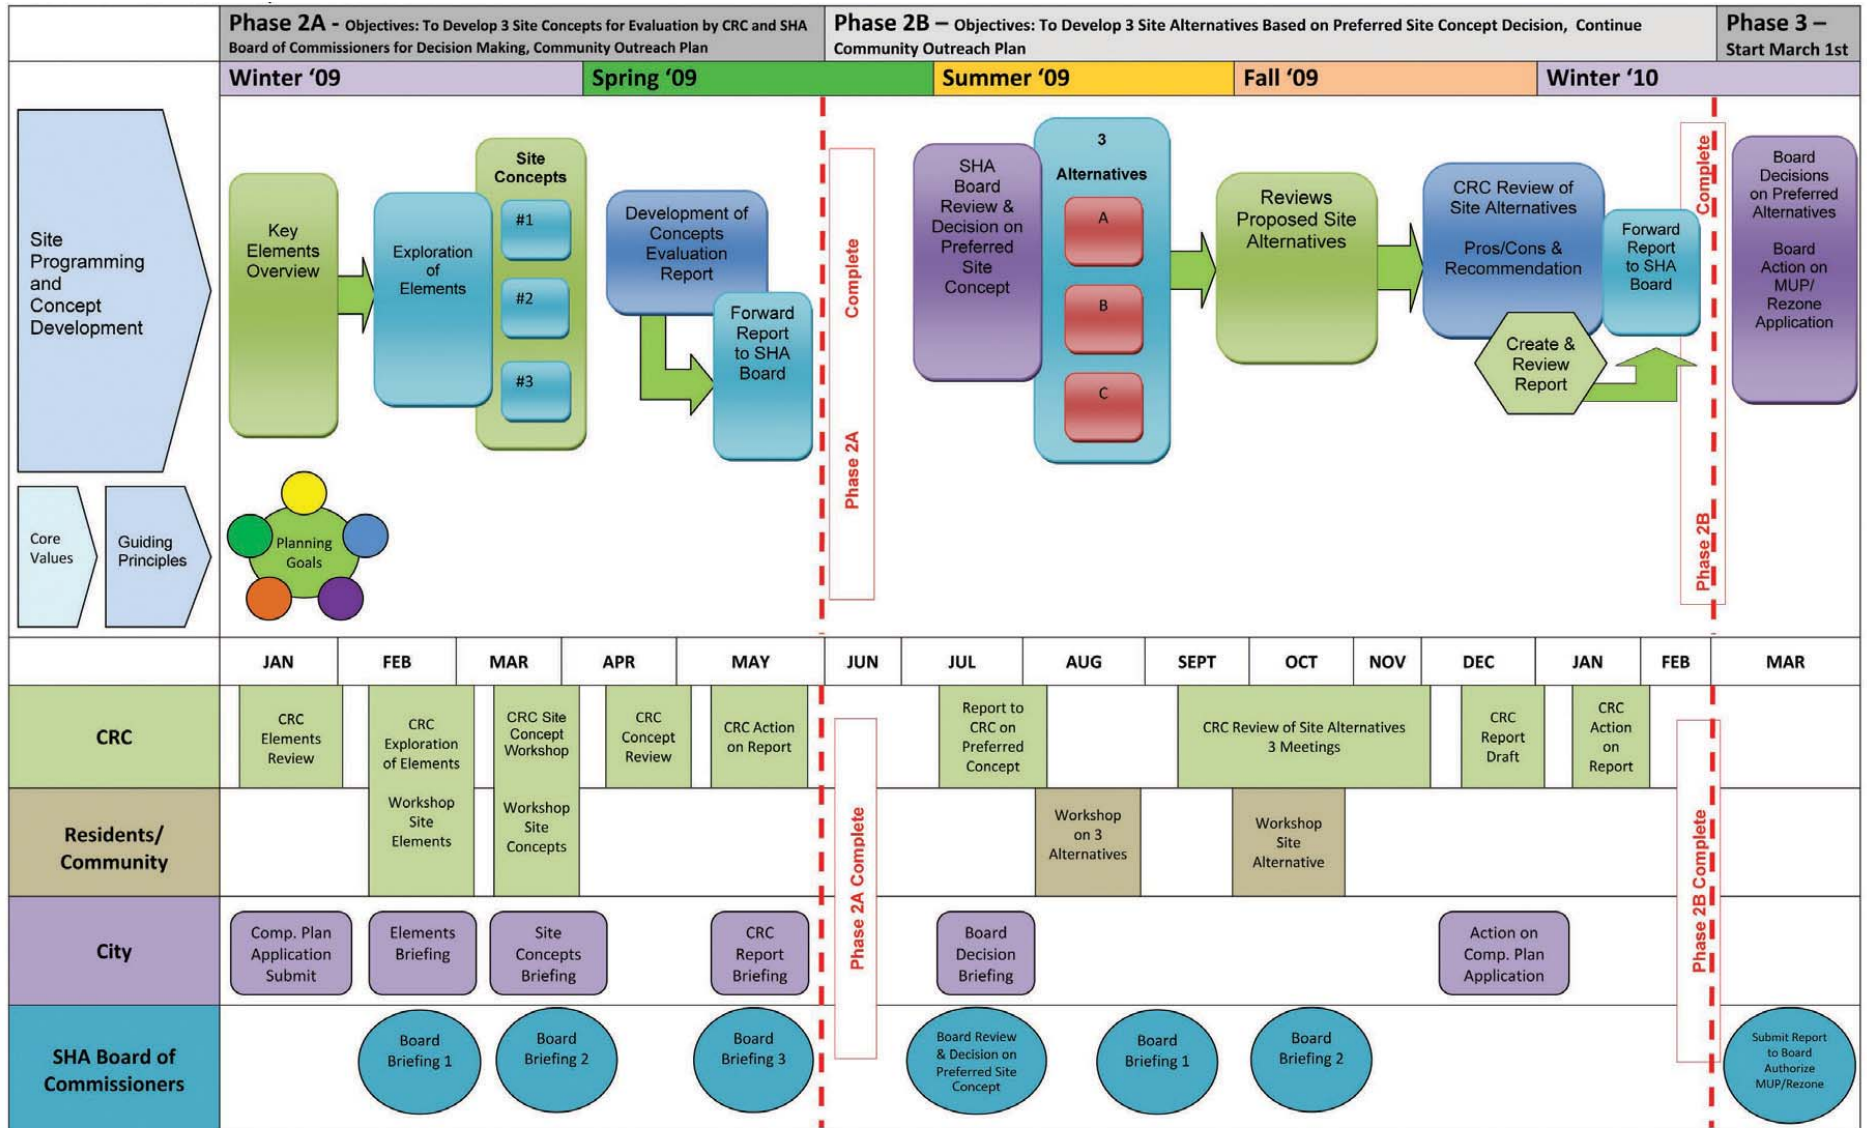 Phase 2A - Objectives: To Develop 3 Site Concepts for Evaluation by CRC and SHA
Board of Commissioners for Decision Making, Community Outreach Plan
Phase 2B – Objectives: To Develop 3 Site Alternatives Based on Preferred Site Concept Decision, Continue
Community Outreach Plan
Phase 3 –
Start March 1st
Winter ‘09
Spring ‘09
Summer ‘09
Fall ‘09
Winter ‘10
Site
Programming
and
Concept
Development
Key
Elements
Overview
Exploration
of
Elements
Site
Concepts
#1
#2
#3
Development of
Concepts
Evaluation
Report
Forward
Report
to SHA
Board
Phase 2A Complete
SHA
Board
Review &
Decision on
Preferred
Site
Concept
3
Alternatives
A
B
C
Reviews
Proposed Site
Alternatives
CRC Review of
Site Alternatives
Pros/Cons &
Recommendation
Create &
Review
Report
Forward
Report
to SHA
Board
Phase 2B Complete
Board
Decisions
on Preferred
Alternatives
Board
Action on
MUP/
Rezone
Application
Core
Values
Guiding
Principles
Planning
Goals
JAN
FEB
MAR
APR
MAY
JUN
JUL
AUG
SEPT
OCT
NOV
DEC
JAN
FEB
MAR
CRC
CRC
Elements
Review
CRC
Exploration
of Elements
CRC Site
Concept
Workshop
CRC
Concept
Review
CRC Action
on Report
Report to
CRC on
Preferred
Concept
CRC Review of Site Alternatives
3 Meetings
CRC
Report
Draft
CRC
Action
on
Report
Residents/
Community
Workshop
Site
Elements
Workshop
Site
Concepts
Workshop
on 3
Alternatives
Workshop
Site
Alternative
Phase 2A Complete
Phase 2B Complete
City
Comp. Plan
Application
Submit
Elements
Briefing
Site
Concepts
Briefing
CRC
Report
Briefing
Board
Decision
Briefing
Action on
Comp. Plan
Application
SHA Board of
Commissioners
Board
Briefing 1
Board
Briefing 2
Board
Briefing 3
Board Review
& Decision on
Preferred Site
Concept
Board
Briefing 1
Board
Briefing 2
Submit Report
to Board
Authorize
MUP/Rezone